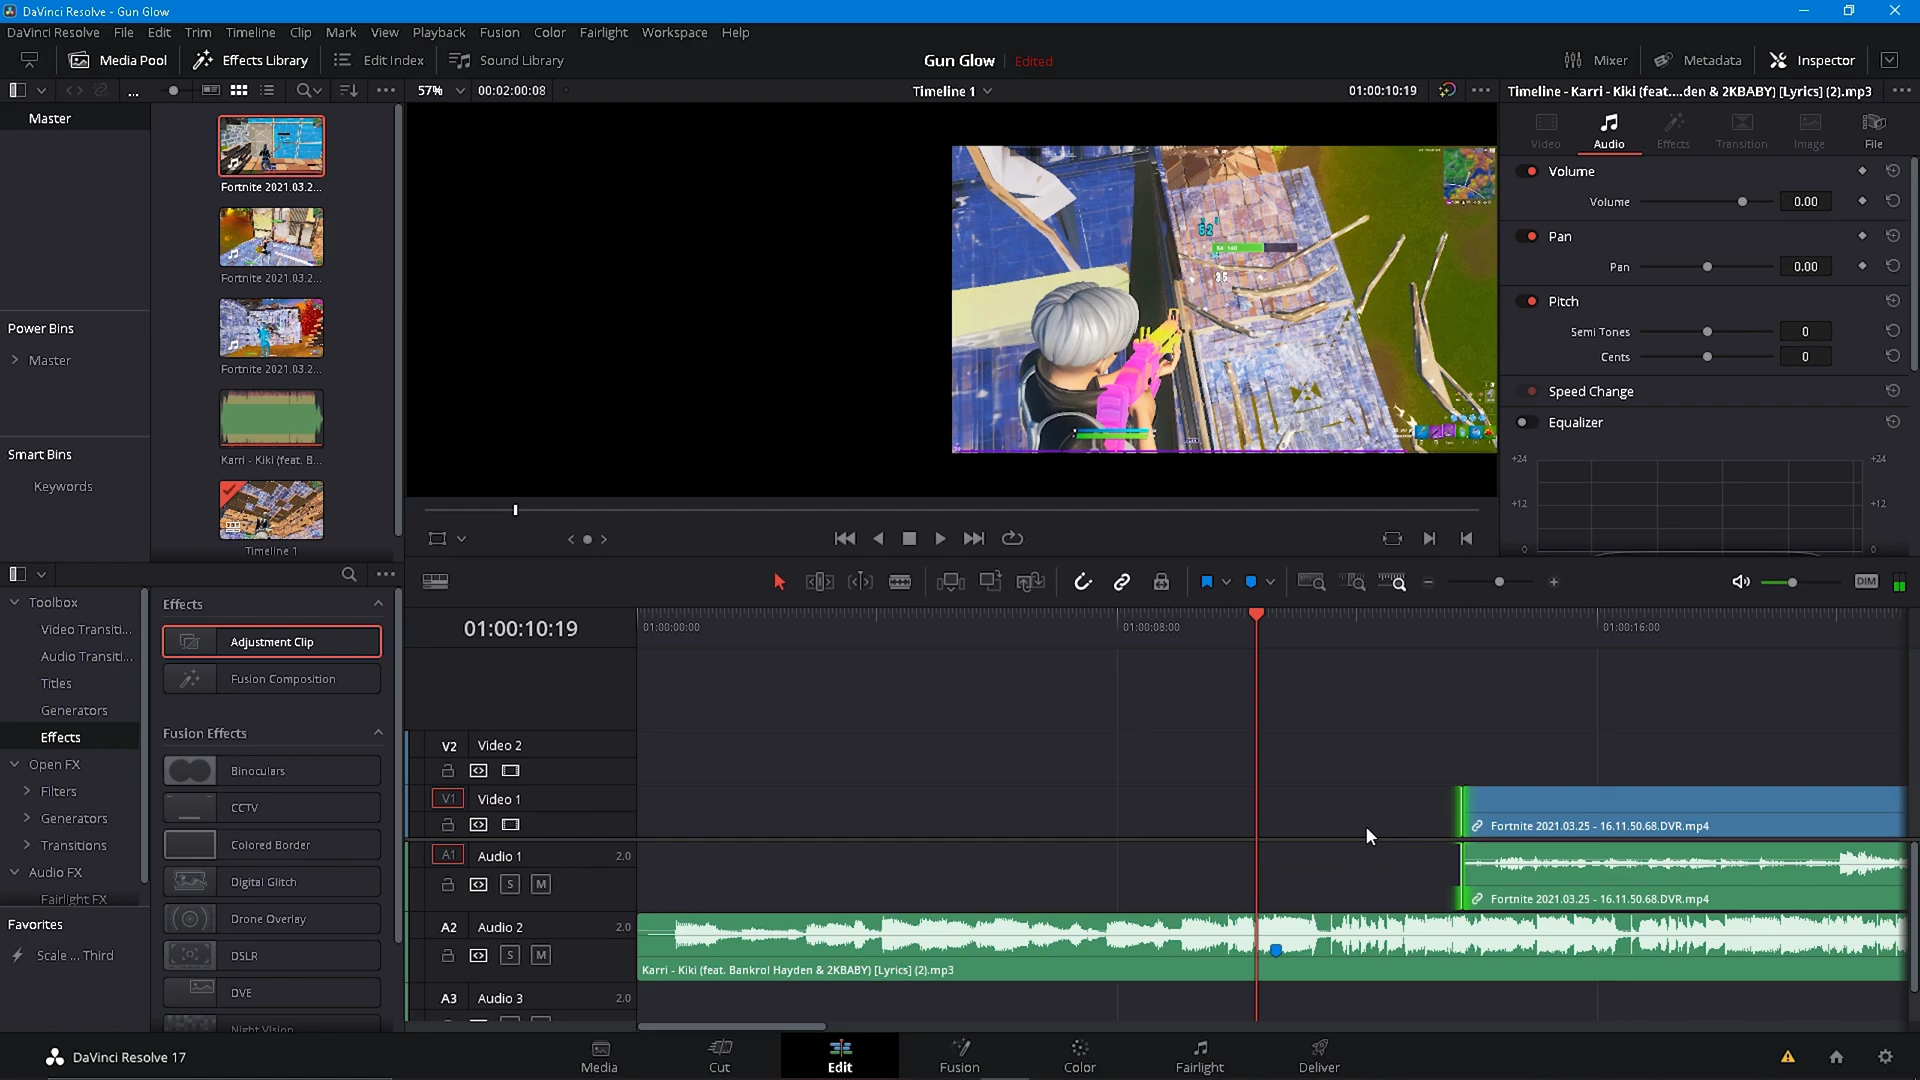 DaVinci Resolve - Gun Glow
DaVinci Resolve File Edit Trim Timeline Clip Mark View Playback Fusion Color Fairlight Workspace Help
Media Pool Effects Library Edit Index Sound Library Gun Glow Edited Mixer Metadata Inspector
... 57% 00:02:00:08 Timeline 1 01:00:10:19 Timeline - Karri - Kiki (feat....den & 2KBABY) [Lyrics] (2).mp3
Master
Fortnite 2021.03.2...
Fortnite 2021.03.2...
Fortnite 2021.03.2...
Karri - Kiki (feat. B...
Timeline 1
Power Bins
Master
Smart Bins
Keywords
52
84 140
85
Video Audio Effects Transition Image File
Volume
Volume 0.00
Pan
Pan 0.00
Pitch
Semi Tones 0
Cents 0
Speed Change
Equalizer
+24 +24
+12 +12
0 0
DIM
Toolbox
Video Transiti...
Audio Transiti...
Titles
Generators
Effects
Open FX
Filters
Generators
Transitions
Audio FX
Fairlight FX
Favorites
Scale ... Third
Effects
Adjustment Clip
Fusion Composition
Fusion Effects
Binoculars
CCTV
Colored Border
Digital Glitch
Drone Overlay
DSLR
DVE
Night Vision
01:00:10:19 01:00:00:00 01:00:08:00 01:00:16:00
V2 Video 2
V1 Video 1
Fortnite 2021.03.25 - 16.11.50.68.DVR.mp4
A1 Audio 1 2.0
S M
Fortnite 2021.03.25 - 16.11.50.68.DVR.mp4
A2 Audio 2 2.0
S M
Karri - Kiki (feat. Bankrol Hayden & 2KBABY) [Lyrics] (2).mp3
A3 Audio 3 2.0
DaVinci Resolve 17
Media Cut Edit Fusion Color Fairlight Deliver